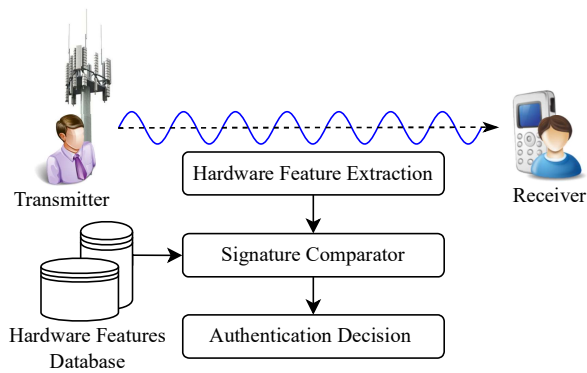 Hardware Feature Extraction
Transmitter
Receiver
Signature Comparator
Hardware Features
Database
Authentication Decision